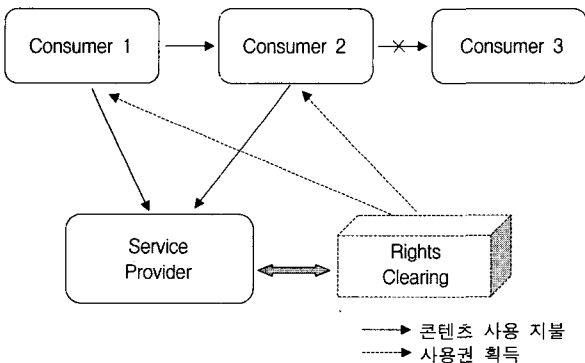 Consumer 1
Consumer 2
Consumer 3
Service
Provider
Rights
Clearing
콘텐츠 사용 지불
사용권 획득